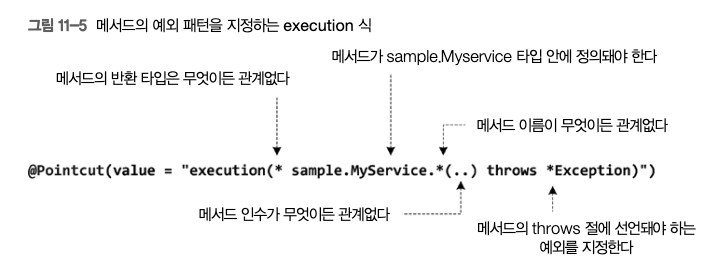 그림 11-5 메서드의 예외 패턴을 지정하는 execution 식
메서드가 sample.Myservice 타입 안에 정의돼야 한다
메서드의 반환 타입은 무엇이든 관계없다
메서드 이름이 무엇이든 관계없다
@Pointcut(value = "execution(* sample.MyService.*(..) throws *Exception)")
메서드 인수가 무엇이든 관계없다
메서드의 throws 절에 선언돼야 하는
예외를 지정한다